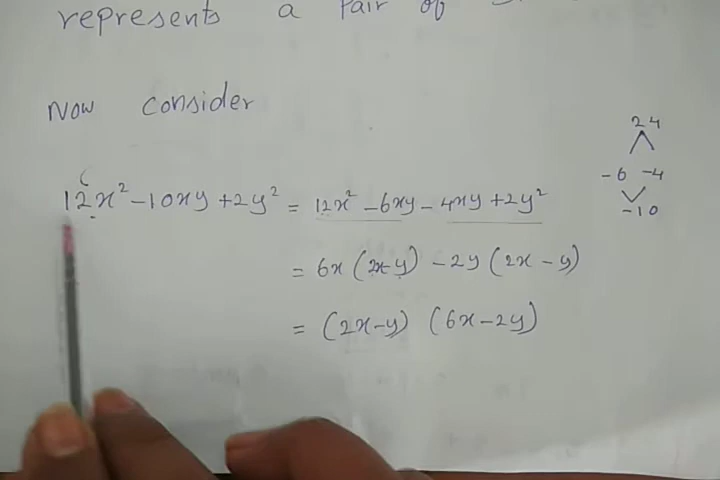 represents a Pair of
Now consider
12x² - 10xy + 2y² = 12x² - 6xy - 4xy + 2y²
= 6x (2x-y) - 2y (2x - y)
= (2x-y) (6x-2y)
24
-6 -4
-10